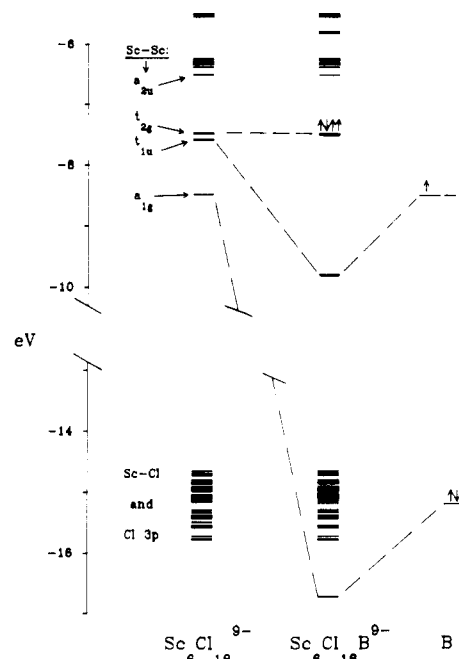 -6
Sc-Sc:
a2u
t2g
t1u
-8
a1g
-10
eV
-14
Sc-Cl
and
Cl 3p
-16
Sc6Cl18 9-
Sc6Cl18B 9-
B